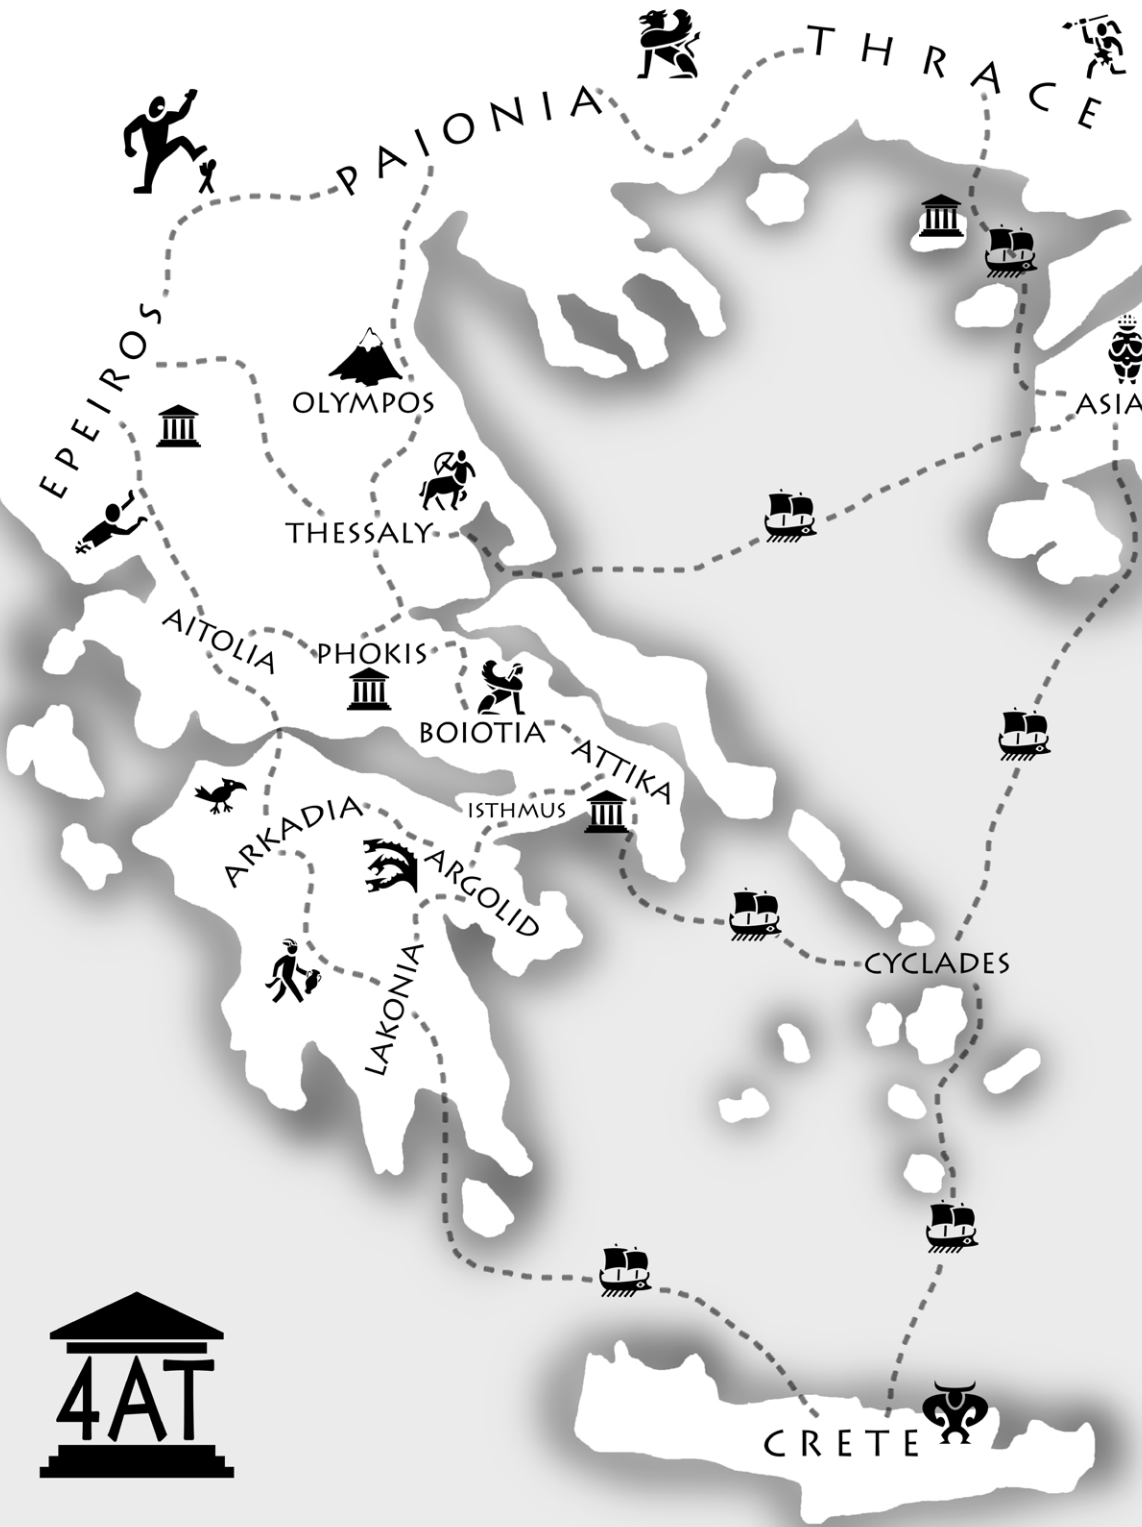 THRACE
PAIONIA
EPEIROS
OLYMPOS
ASIA
THESSALY
AITOLIA
PHOKIS
BOIOTIA
ATTIKA
ISTHMUS
ARKADIA
ARGOLID
LAKONIA
CYCLADES
4AT
CRETE